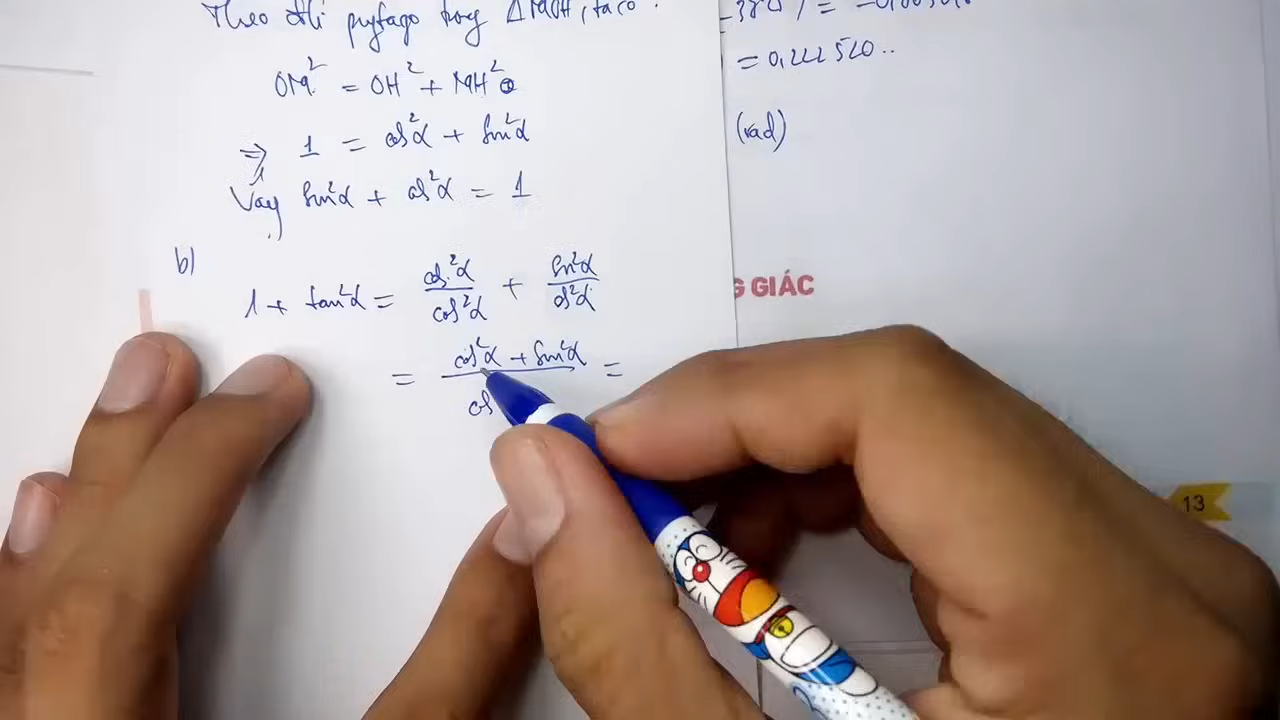 Theo đlí pytago trong ΔMOH, ta có:
OM² = OH² + MH²
⇒ 1 = cos²α + sin²α
Vậy sin²α + cos²α = 1
b)
1 + tan²α = cos²α/cos²α + sin²α/cos²α
= cos²α + sin²α / cos =
= 0,222520..
(rad)
G GIÁC
13